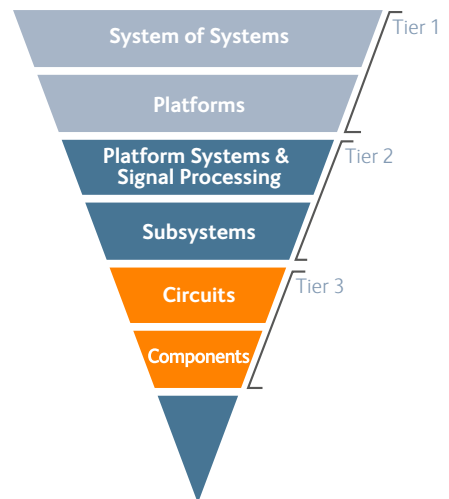 System of Systems
Tier 1
Platforms
Platform Systems &
Signal Processing
Tier 2
Subsystems
Circuits
Tier 3
Components